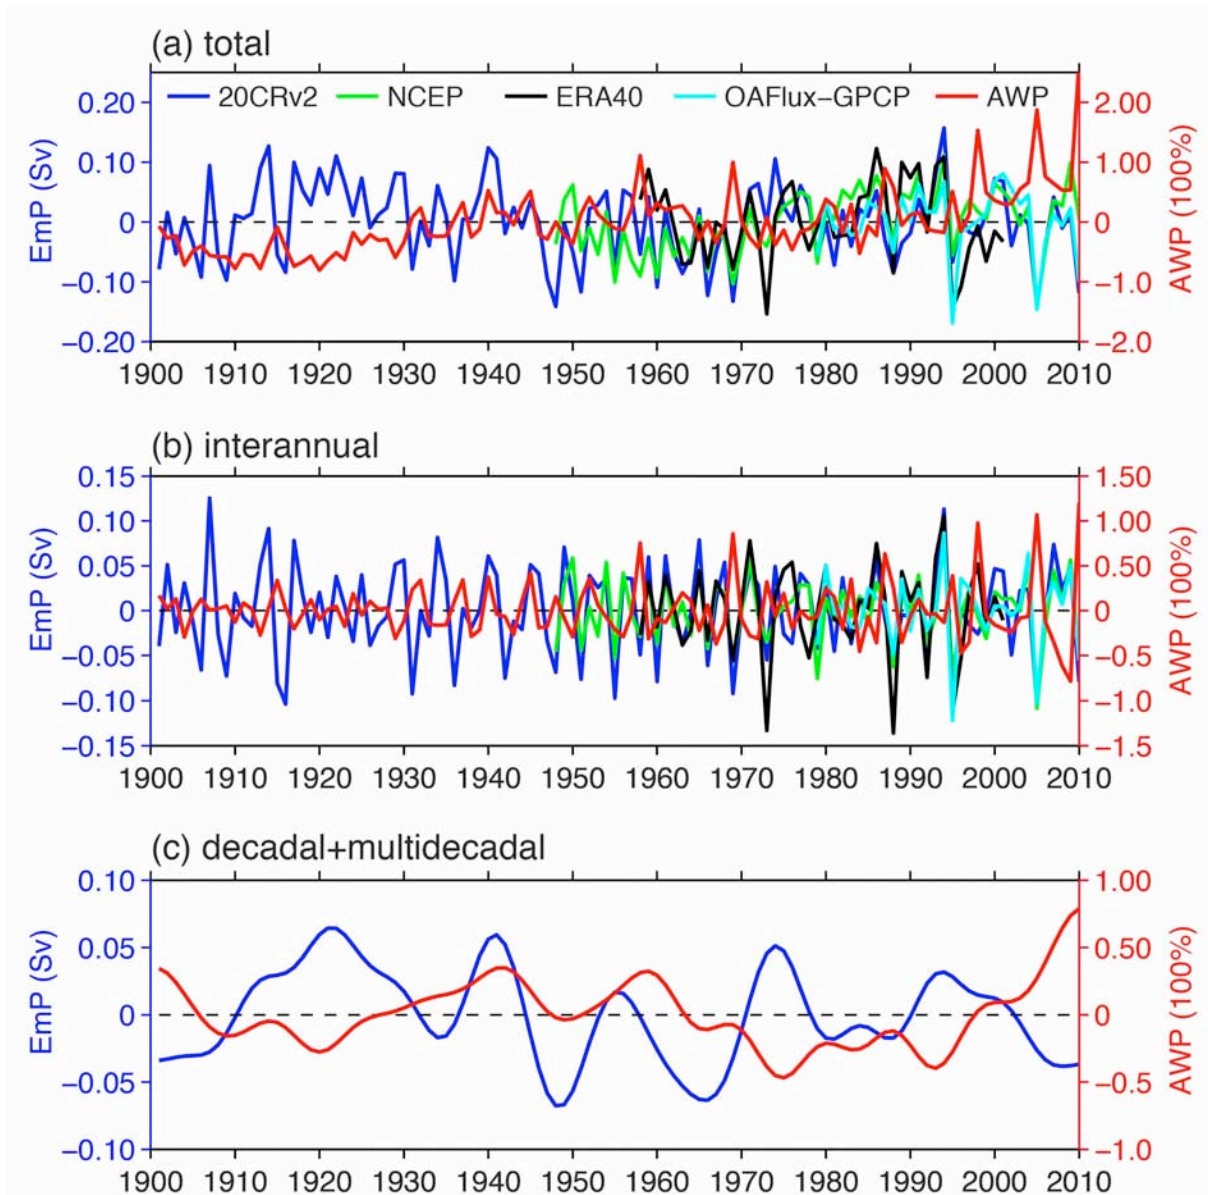 (a) total
20CRv2 NCEP ERA40 OAFlux−GPCP AWP
EmP (Sv)
0.20
0.10
0
−0.10
−0.20
AWP (100%)
2.00
1.00
0
−1.0
−2.0
1900 1910 1920 1930 1940 1950 1960 1970 1980 1990 2000 2010
(b) interannual
EmP (Sv)
0.15
0.10
0.05
0
−0.05
−0.10
−0.15
AWP (100%)
1.50
1.00
0.50
0
−0.5
−1.0
−1.5
1900 1910 1920 1930 1940 1950 1960 1970 1980 1990 2000 2010
(c) decadal+multidecadal
EmP (Sv)
0.10
0.05
0
−0.05
−0.10
AWP (100%)
1.00
0.50
0
−0.5
−1.0
1900 1910 1920 1930 1940 1950 1960 1970 1980 1990 2000 2010